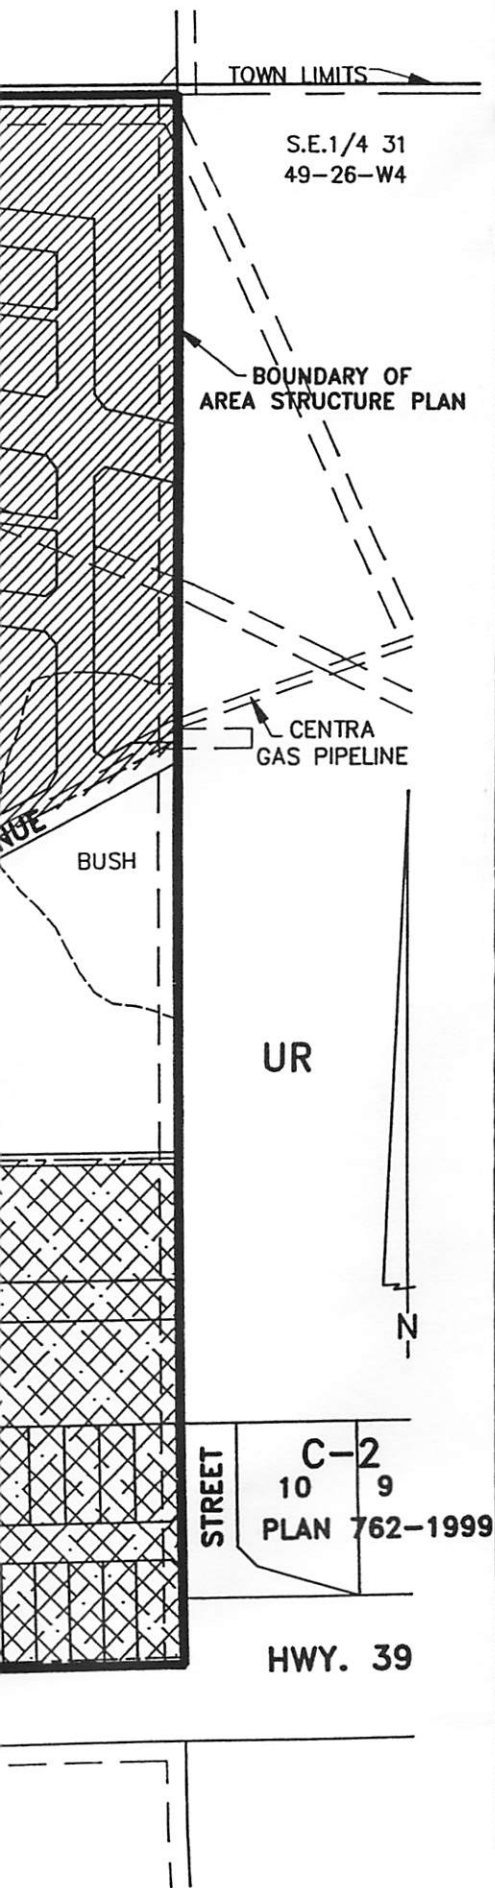 TOWN LIMITS
S.E.1/4 31
49-26-W4
BOUNDARY OF
AREA STRUCTURE PLAN
CENTRA
GAS PIPELINE
NUE
BUSH
UR
N
STREET
C-2
10 9
PLAN 762-1999
HWY. 39